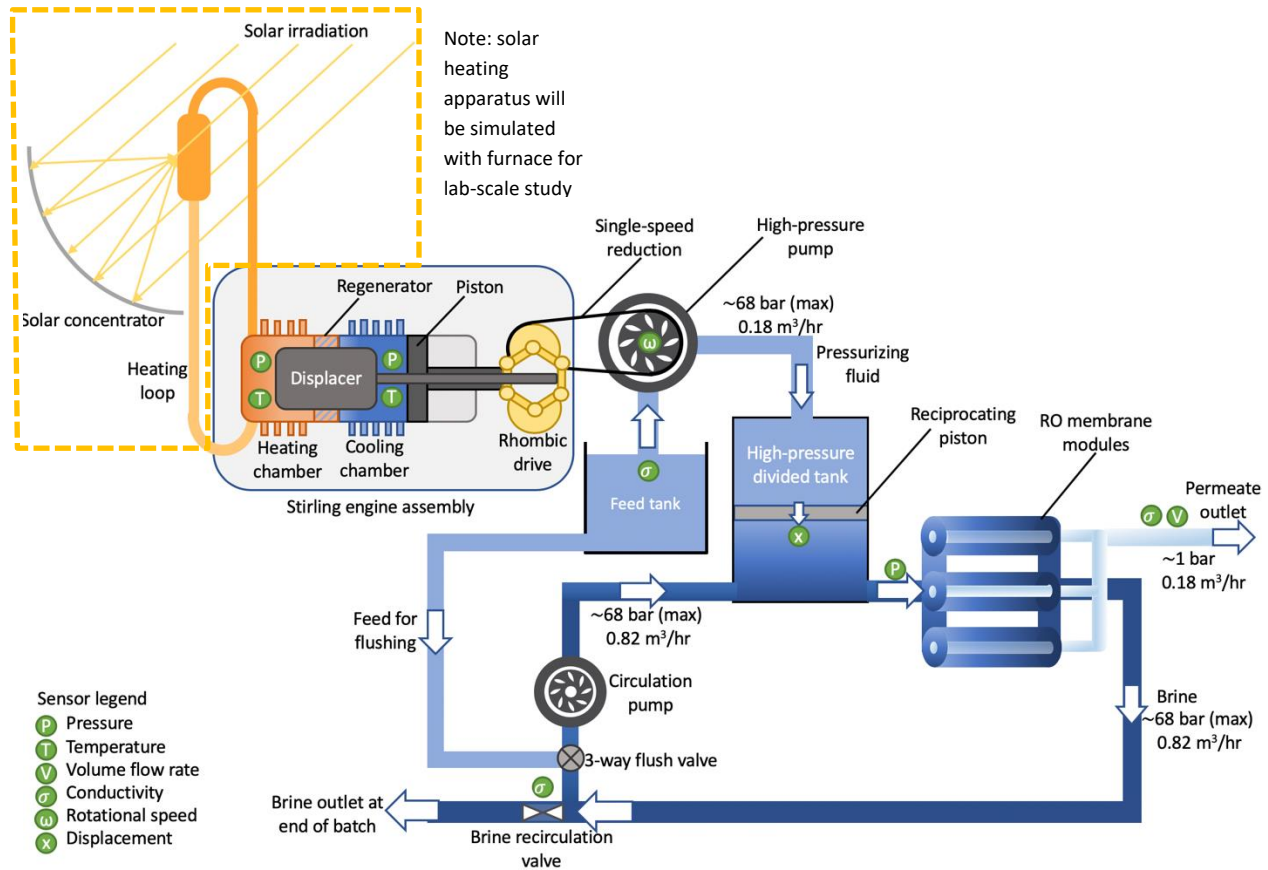 Solar irradiation
Note: solar
heating
apparatus will
be simulated
with furnace for
lab-scale study
Solar concentrator
Heating
loop
Regenerator
Piston
P
T
Displacer
P
T
Heating
chamber
Cooling
chamber
Rhombic
drive
Stirling engine assembly
Single-speed
reduction
High-pressure
pump
ω
~68 bar (max)
0.18 m³/hr
Pressurizing
fluid
σ
Feed tank
High-pressure
divided tank
x
Reciprocating
piston
RO membrane
modules
P
σ V
Permeate
outlet
~1 bar
0.18 m³/hr
Feed for
flushing
~68 bar (max)
0.82 m³/hr
Circulation
pump
3-way flush valve
Brine
~68 bar (max)
0.82 m³/hr
σ
Brine outlet at
end of batch
Brine recirculation
valve
Sensor legend
P Pressure
T Temperature
V Volume flow rate
σ Conductivity
ω Rotational speed
x Displacement